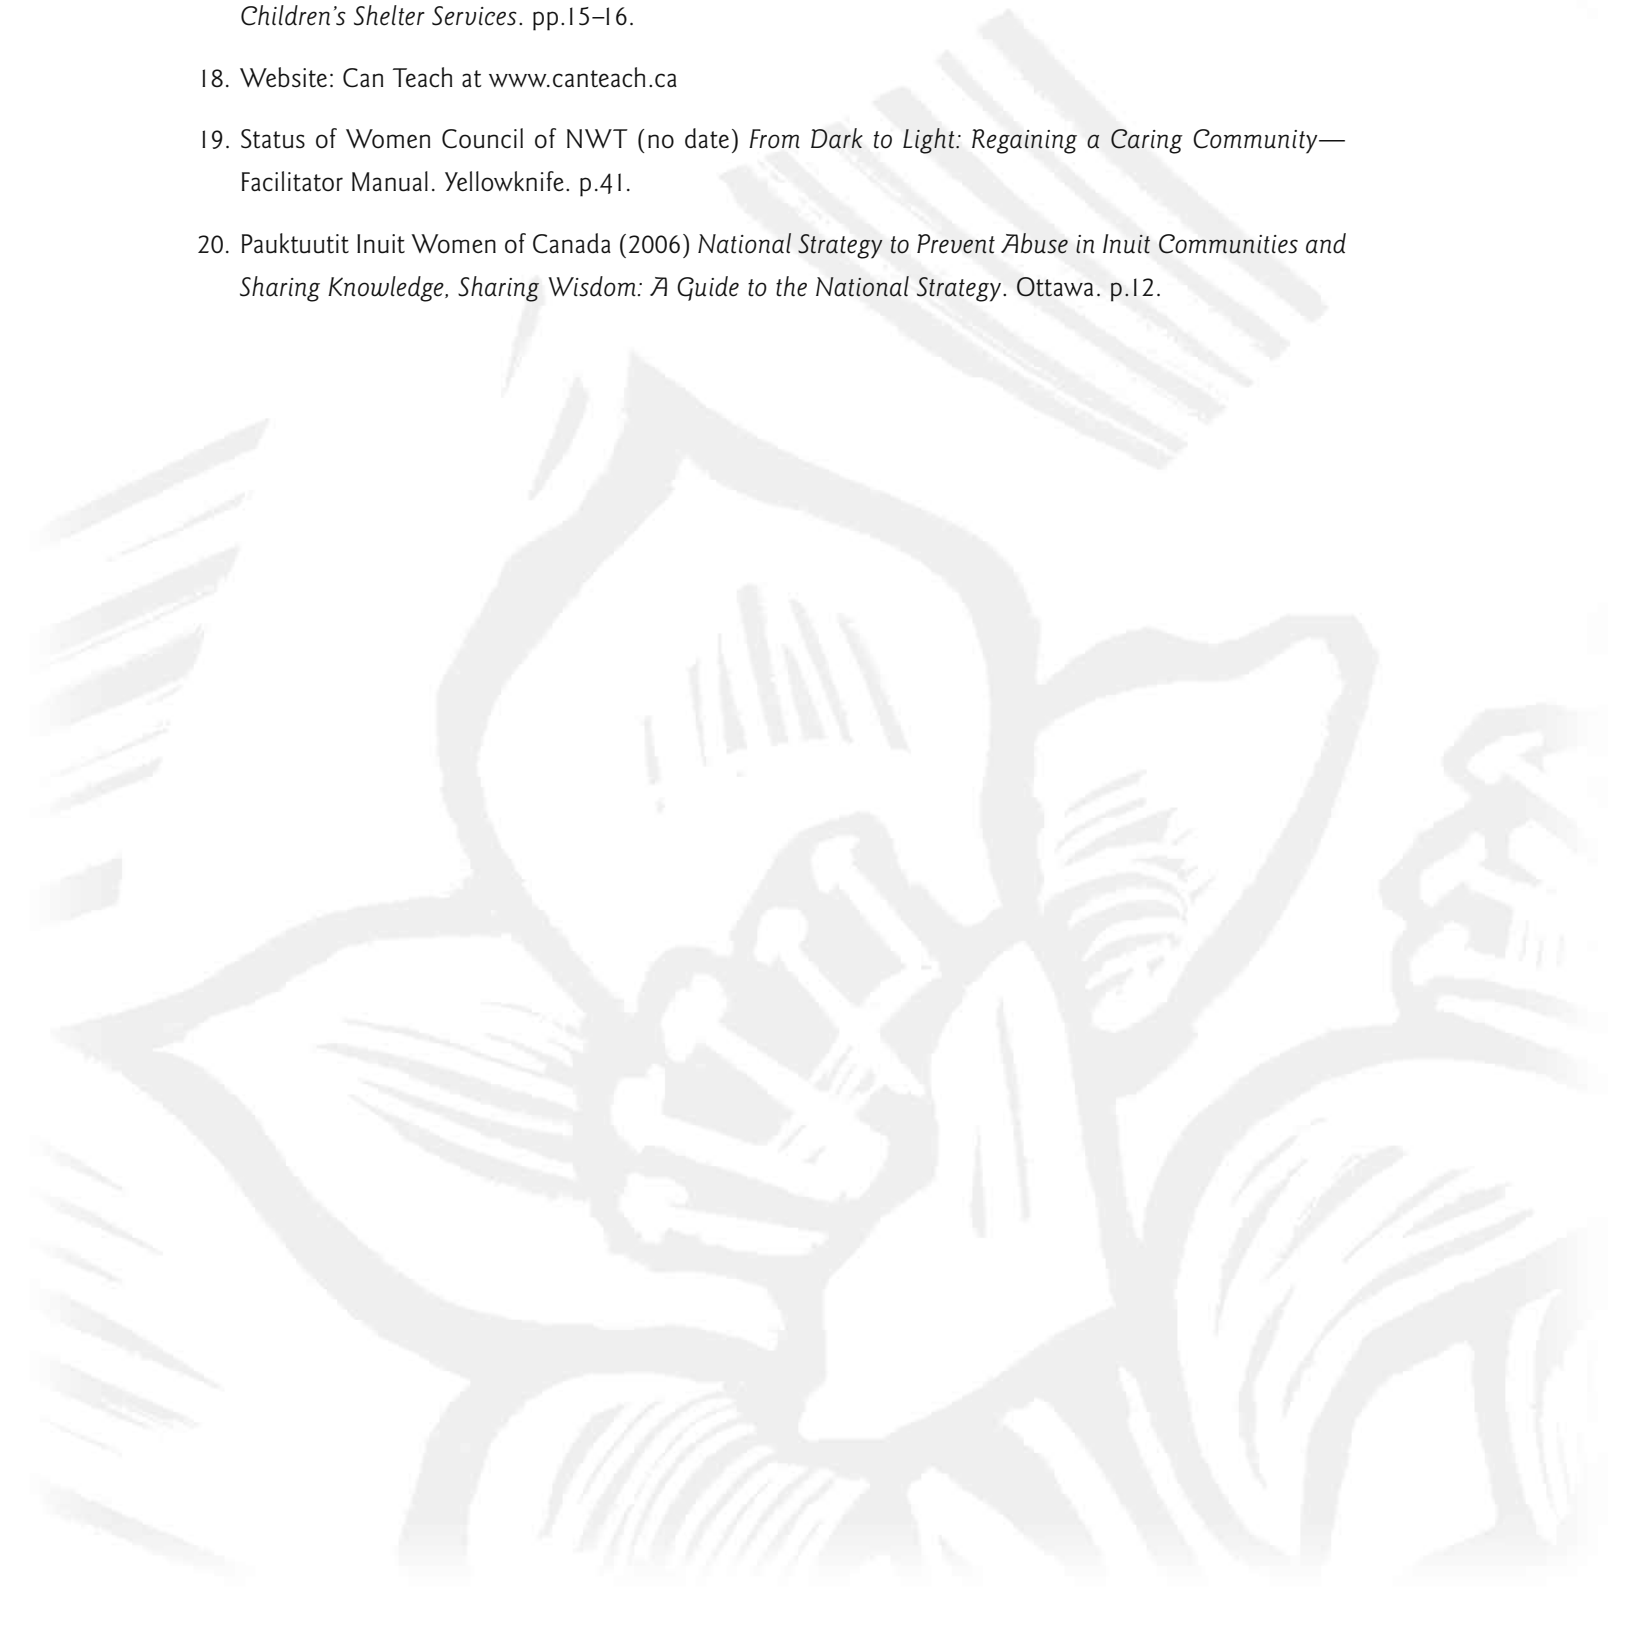 Children’s Shelter Services. pp.15–16.
18. Website: Can Teach at www.canteach.ca
19. Status of Women Council of NWT (no date) From Dark to Light: Regaining a Caring Community—
Facilitator Manual. Yellowknife. p.41.
20. Pauktuutit Inuit Women of Canada (2006) National Strategy to Prevent Abuse in Inuit Communities and
Sharing Knowledge, Sharing Wisdom: A Guide to the National Strategy. Ottawa. p.12.